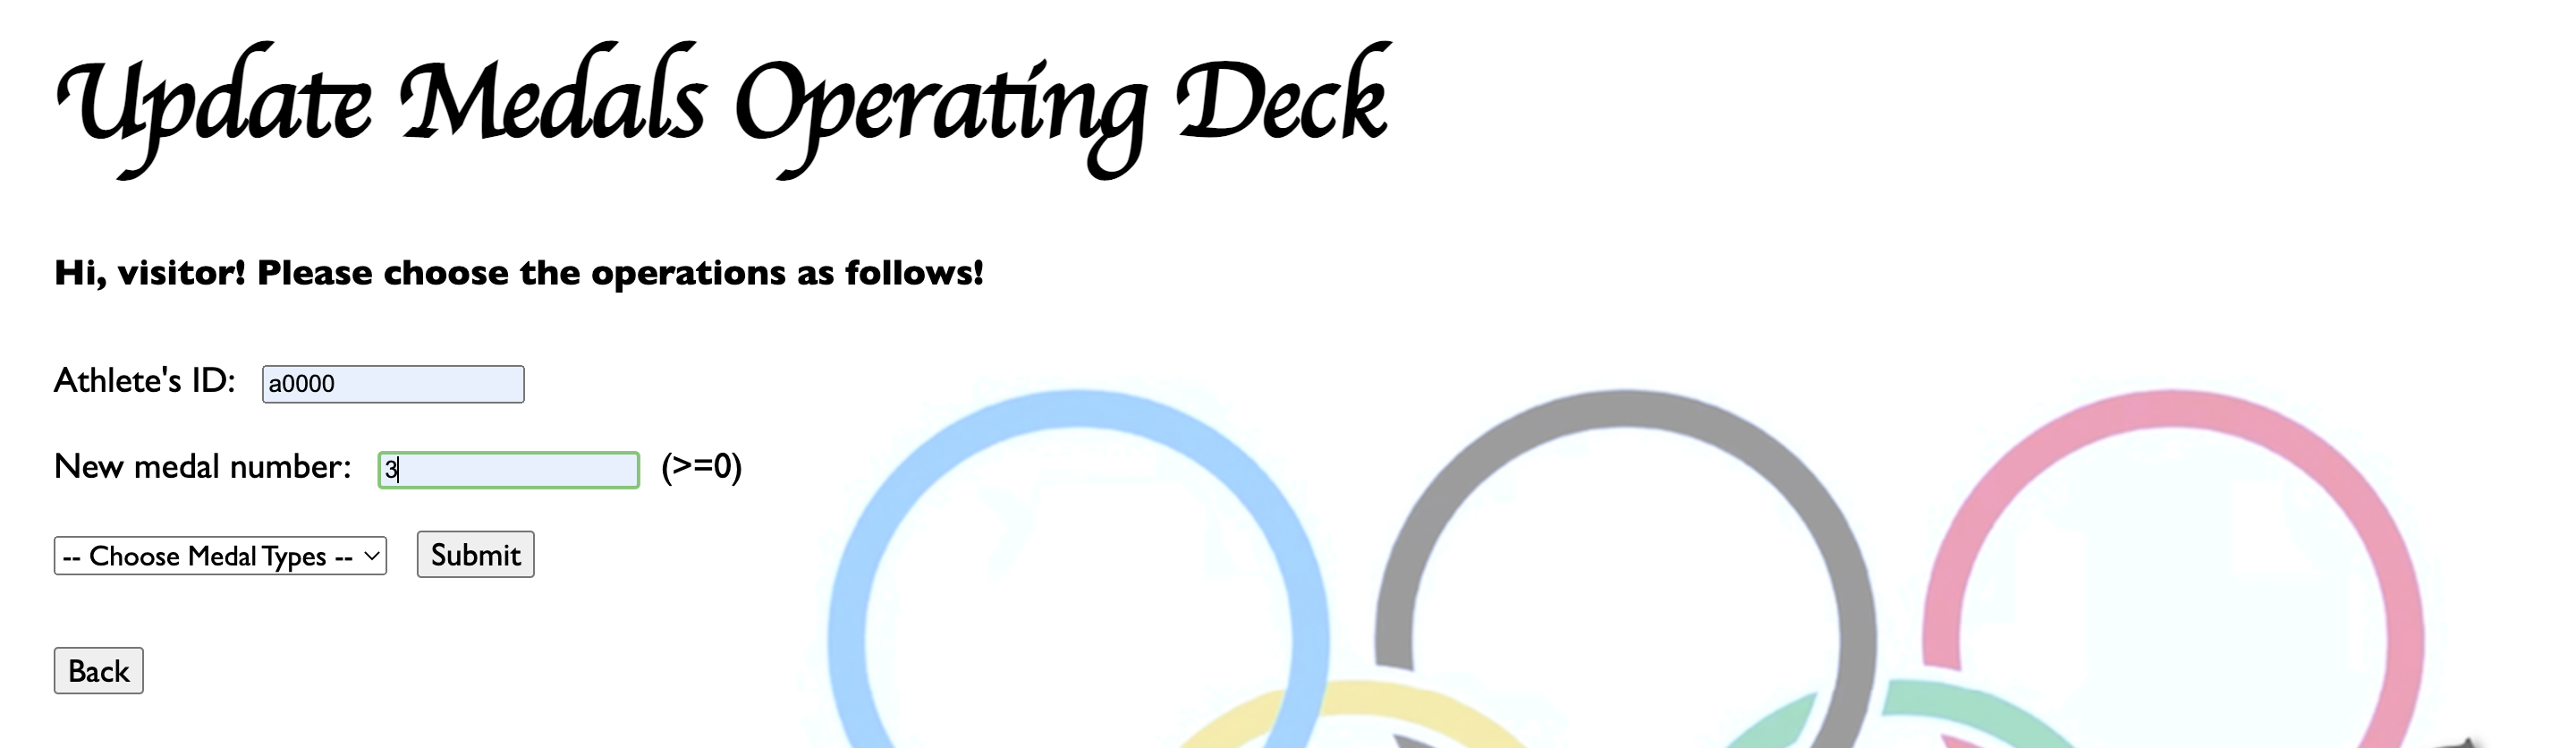 Update Medals Operating Deck
Hi, visitor! Please choose the operations as follows!
Athlete's ID: a0000
New medal number: 3 (>=0)
-- Choose Medal Types -- Submit
Back